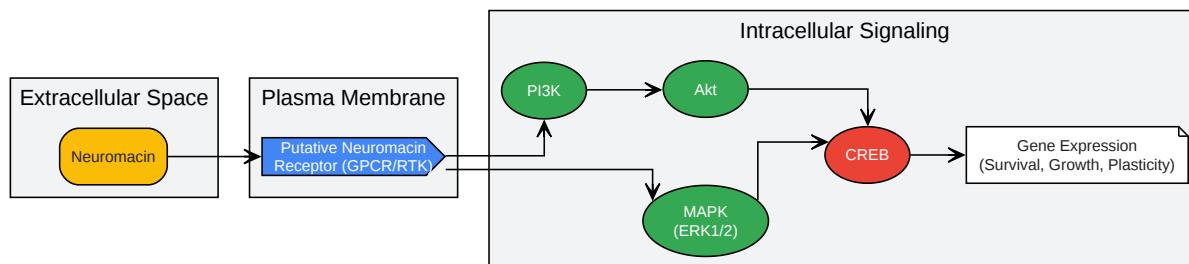 Extracellular Space
Neuromacin
Plasma Membrane
Putative Neuromacin
Receptor (GPCR/RTK)
Intracellular Signaling
PI3K
Akt
MAPK
(ERK1/2)
CREB
Gene Expression
(Survival, Growth, Plasticity)